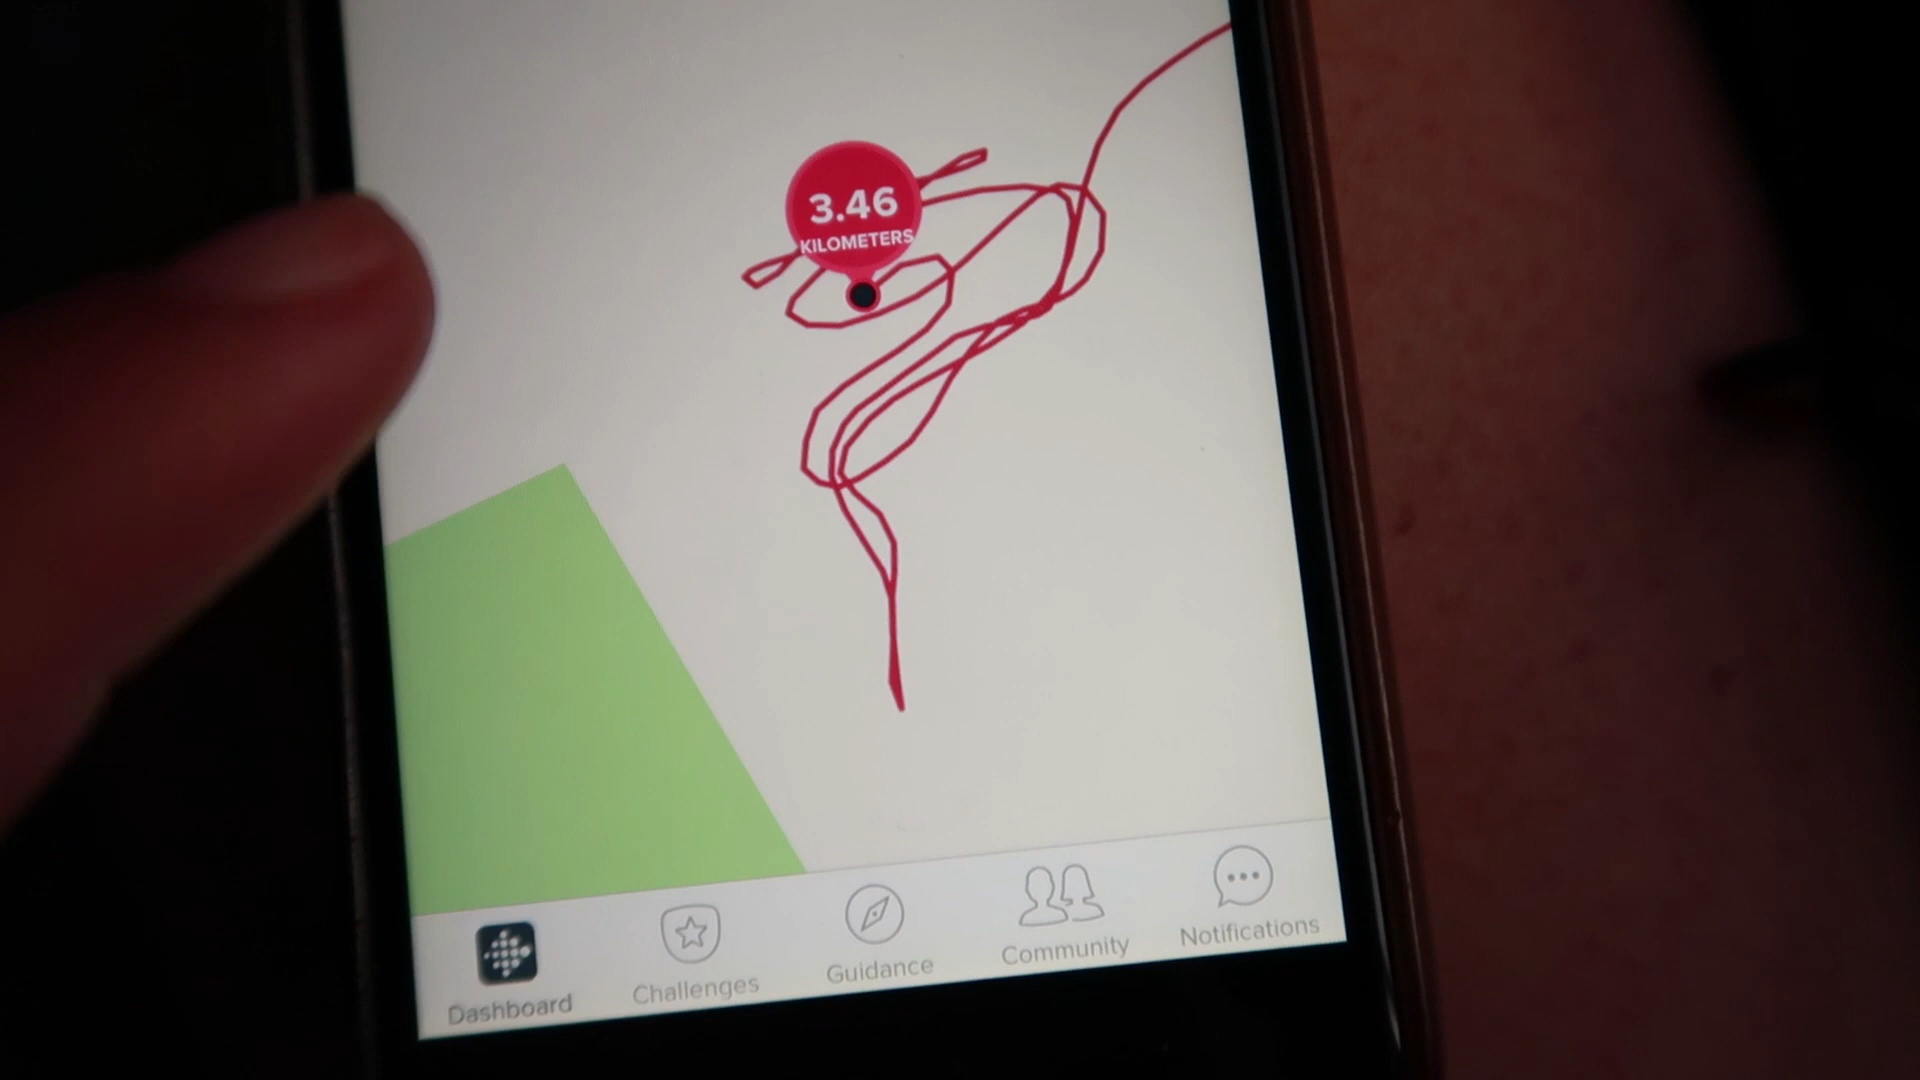 3.46
KILOMETERS
Dashboard
Challenges
Guidance
Community
Notifications